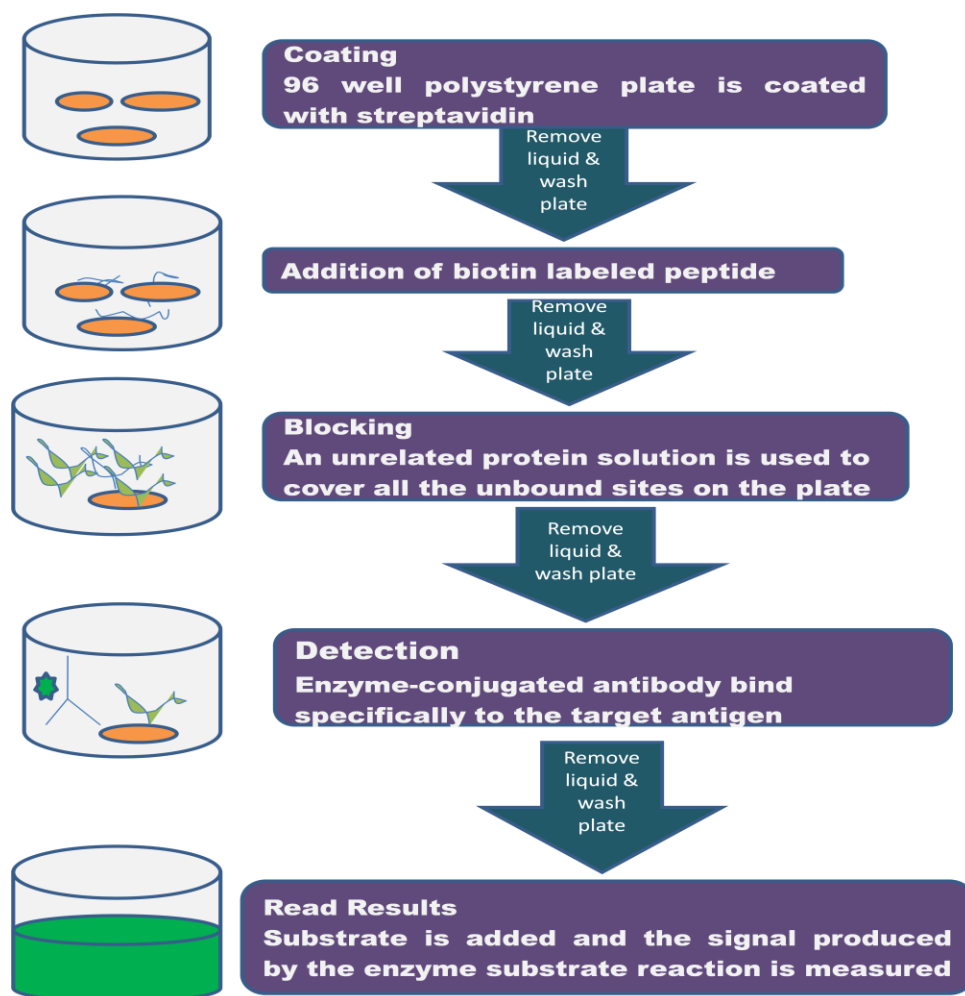 Coating
96 well polystyrene plate is coated
with streptavidin
Remove
liquid &
wash
plate
Addition of biotin labeled peptide
Remove
liquid &
wash
plate
Blocking
An unrelated protein solution is used to
cover all the unbound sites on the plate
Remove
liquid &
wash plate
Detection
Enzyme-conjugated antibody bind
specifically to the target antigen
Remove
liquid &
wash
plate
Read Results
Substrate is added and the signal produced
by the enzyme substrate reaction is measured